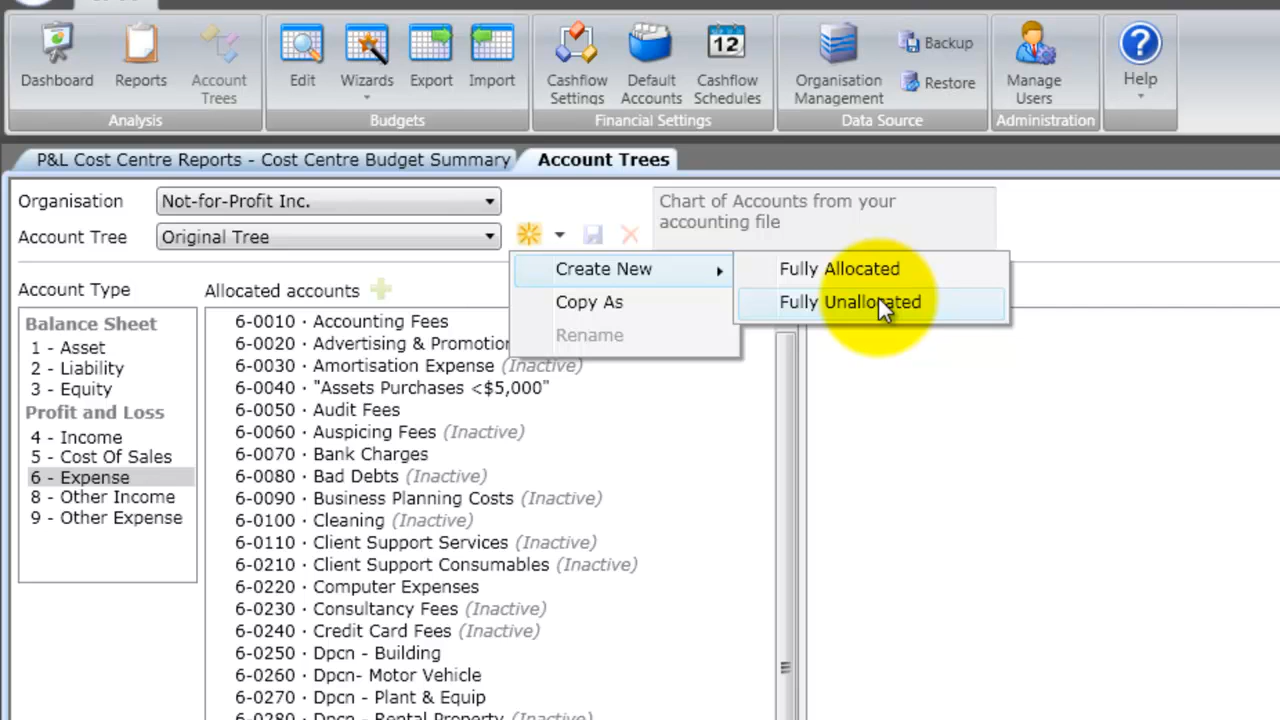 Dashboard
Reports
Account
Trees
Edit
Wizards
Export
Import
Cashflow
Settings
Default
Accounts
12
Cashflow
Schedules
Organisation
Management
Backup
Restore
Manage
Users
?
Help
Analysis
Budgets
Financial Settings
Data Source
Administration
P&L Cost Centre Reports - Cost Centre Budget Summary
Account Trees
Organisation
Not-for-Profit Inc.
Chart of Accounts from your
accounting file
Account Tree
Original Tree
Create New
Copy As
Rename
Fully Allocated
Fully Unallocated
Account Type
Balance Sheet
1 - Asset
2 - Liability
3 - Equity
Profit and Loss
4 - Income
5 - Cost Of Sales
6 - Expense
8 - Other Income
9 - Other Expense
Allocated accounts
6-0010 · Accounting Fees
6-0020 · Advertising & Promotion
6-0030 · Amortisation Expense (Inactive)
6-0040 · "Assets Purchases <$5,000"
6-0050 · Audit Fees
6-0060 · Auspicing Fees (Inactive)
6-0070 · Bank Charges
6-0080 · Bad Debts (Inactive)
6-0090 · Business Planning Costs (Inactive)
6-0100 · Cleaning (Inactive)
6-0110 · Client Support Services (Inactive)
6-0210 · Client Support Consumables (Inactive)
6-0220 · Computer Expenses
6-0230 · Consultancy Fees (Inactive)
6-0240 · Credit Card Fees (Inactive)
6-0250 · Dpcn - Building
6-0260 · Dpcn- Motor Vehicle
6-0270 · Dpcn - Plant & Equip
6-0280 · Dpcn - Rental Property (Inactive)